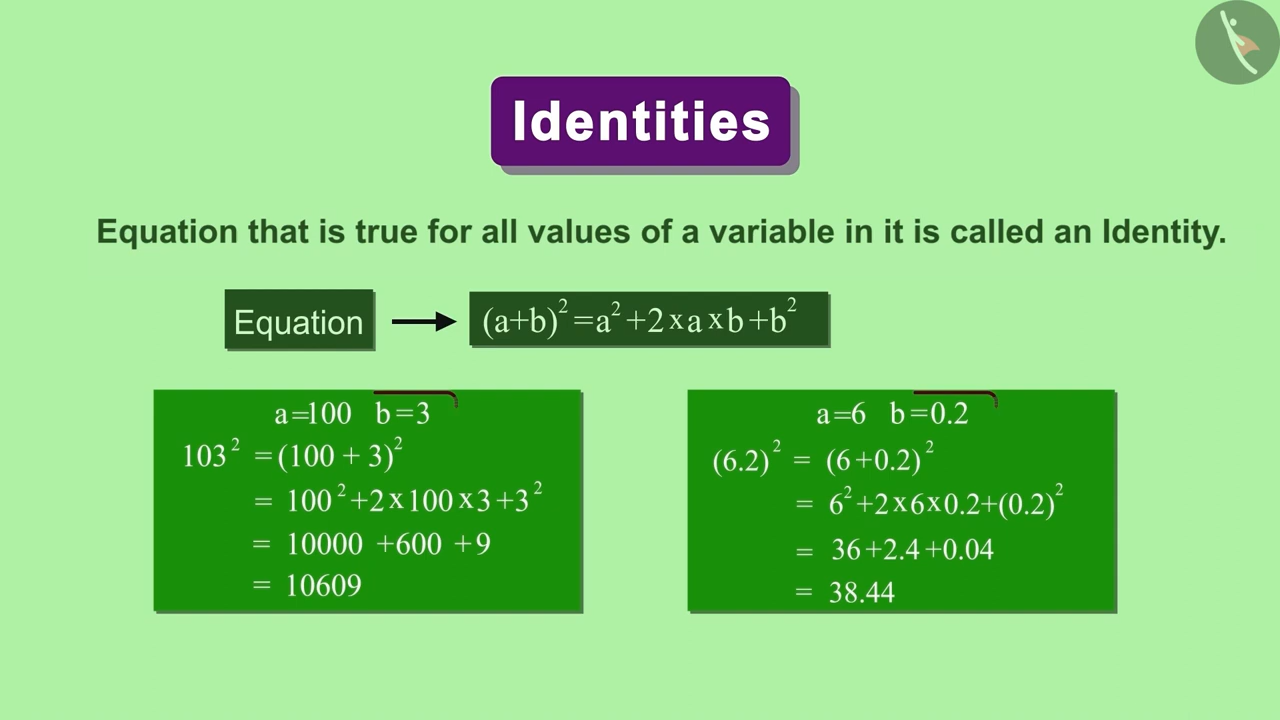 Identities
Equation that is true for all values of a variable in it is called an Identity.
Equation (a+b)²=a²+2×a×b+b²
a=100 b=3
103² =(100 + 3)²
= 100²+2×100×3+3²
= 10000 +600 +9
= 10609
a=6 b=0.2
(6.2)² = (6+0.2)²
= 6²+2×6×0.2+(0.2)²
= 36+2.4+0.04
= 38.44